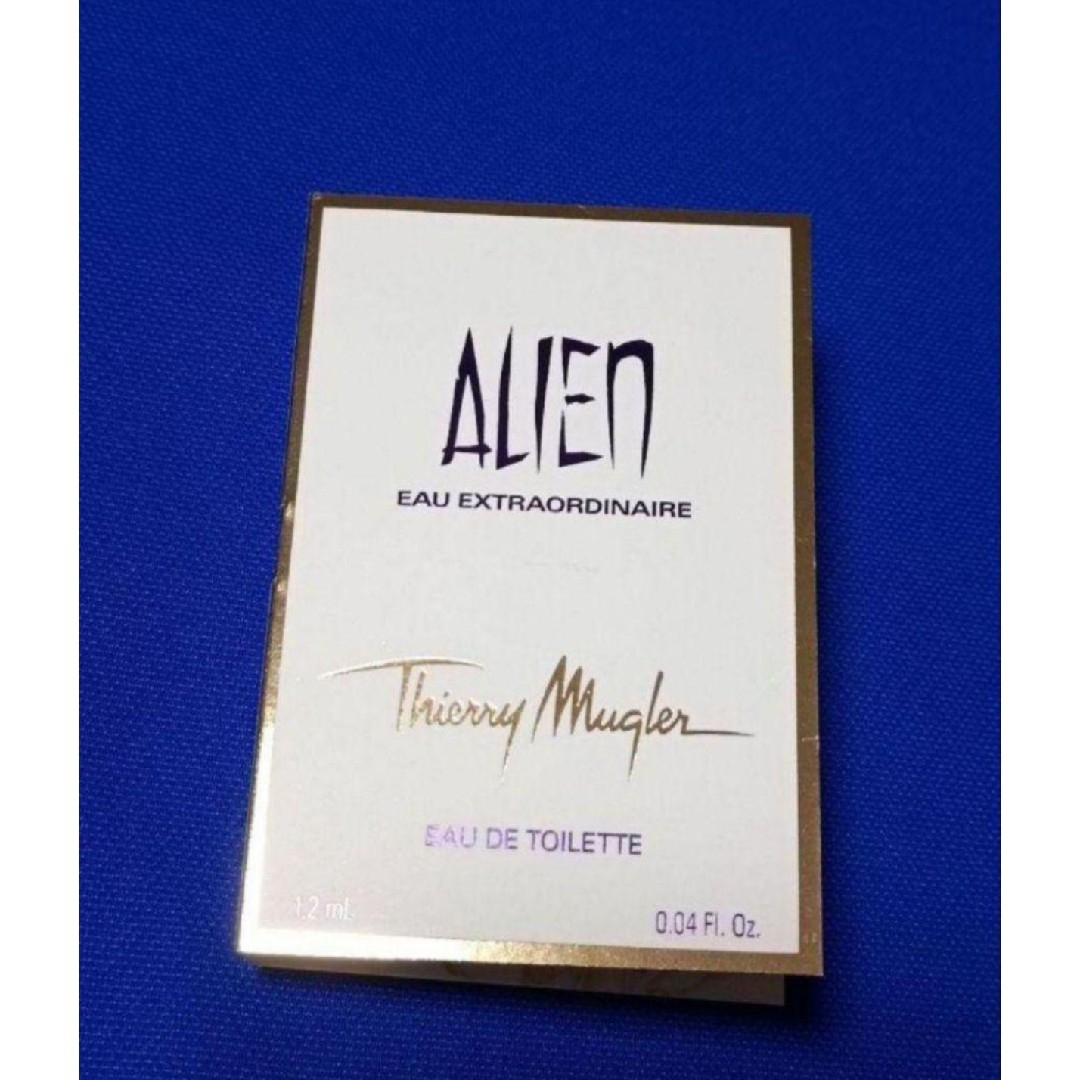 ALIEN
EAU EXTRAORDINAIRE
Thierry Mugler
EAU DE TOILETTE
1.2 mL
0.04 Fl. Oz.